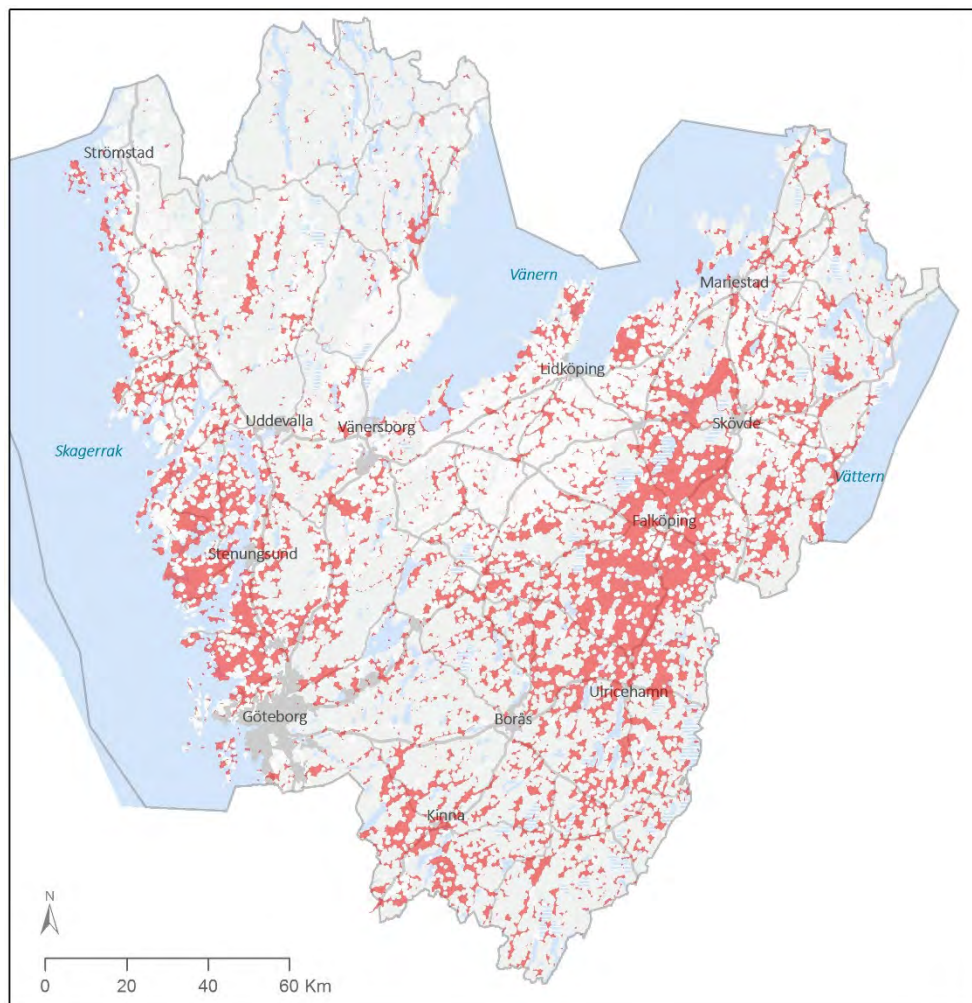 Strömstad
Vänern
Mariestad
Lidköping
Uddevalla
Vänersborg
Skövde
Skagerrak
Vättern
Falköping
Stenungsund
Ulricehamn
Göteborg
Borås
Kinna
N
0 20 40 60 Km